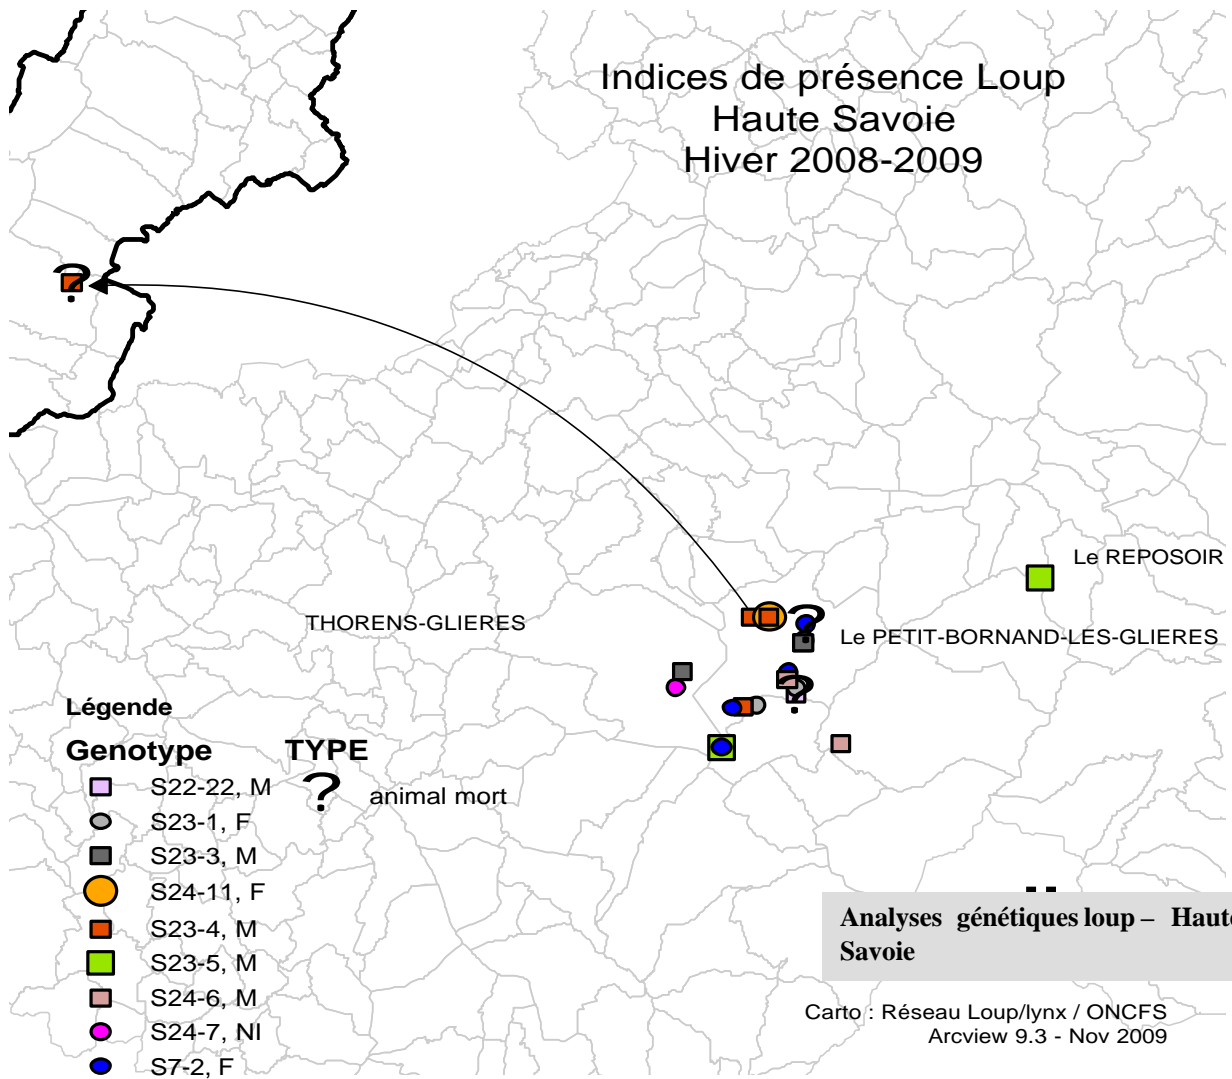 Indices de présence Loup
Haute Savoie
Hiver 2008-2009
?
Le REPOSOIR
THORENS-GLIERES
?
Le PETIT-BORNAND-LES-GLIERES
?
Légende
Genotype TYPE
S22-22, M
? animal mort
S23-1, F
S23-3, M
S24-11, F
S23-4, M
S23-5, M
S24-6, M
S24-7, NI
S7-2, F
Analyses génétiques loup – Haute
Savoie
Carto : Réseau Loup/lynx / ONCFS
Arcview 9.3 - Nov 2009